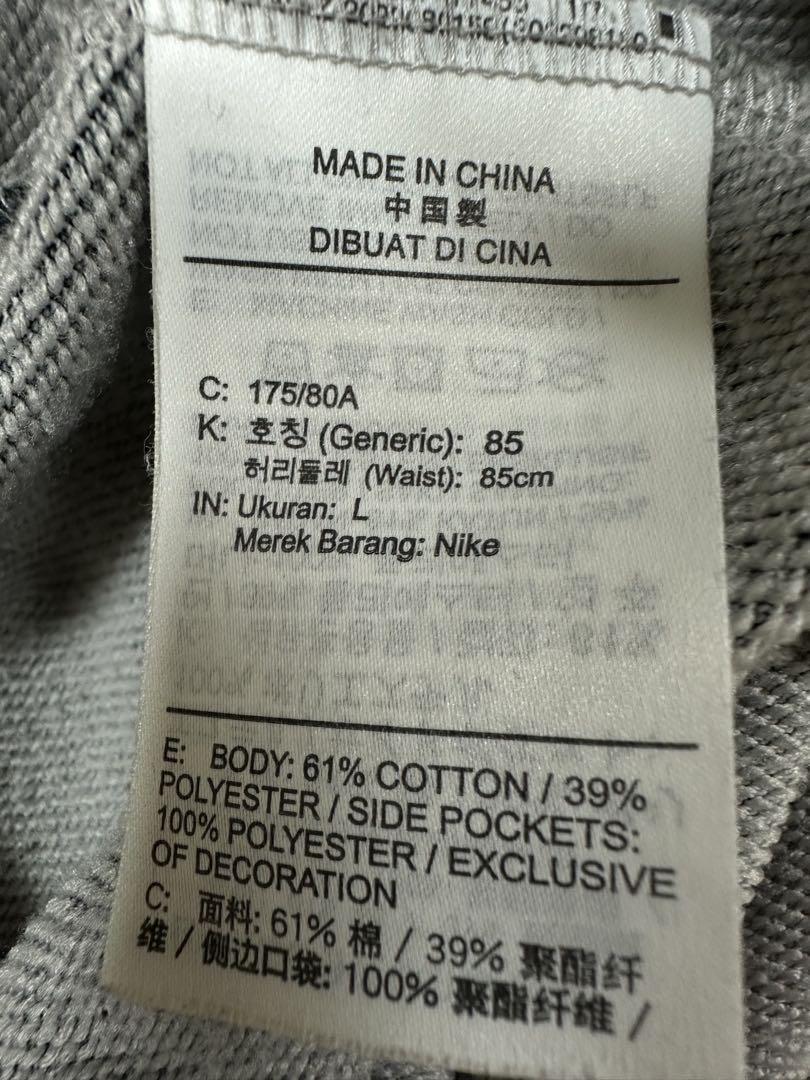 MADE IN CHINA
中国製
DIBUAT DI CINA
C: 175/80A
K: 호칭 (Generic): 85
허리둘레 (Waist): 85cm
IN: Ukuran: L
Merek Barang: Nike
E: BODY: 61% COTTON / 39%
POLYESTER / SIDE POCKETS:
100% POLYESTER / EXCLUSIVE
OF DECORATION
C: 面料: 61% 棉 / 39% 聚酯纤
维 / 侧边口袋: 100% 聚酯纤维 /